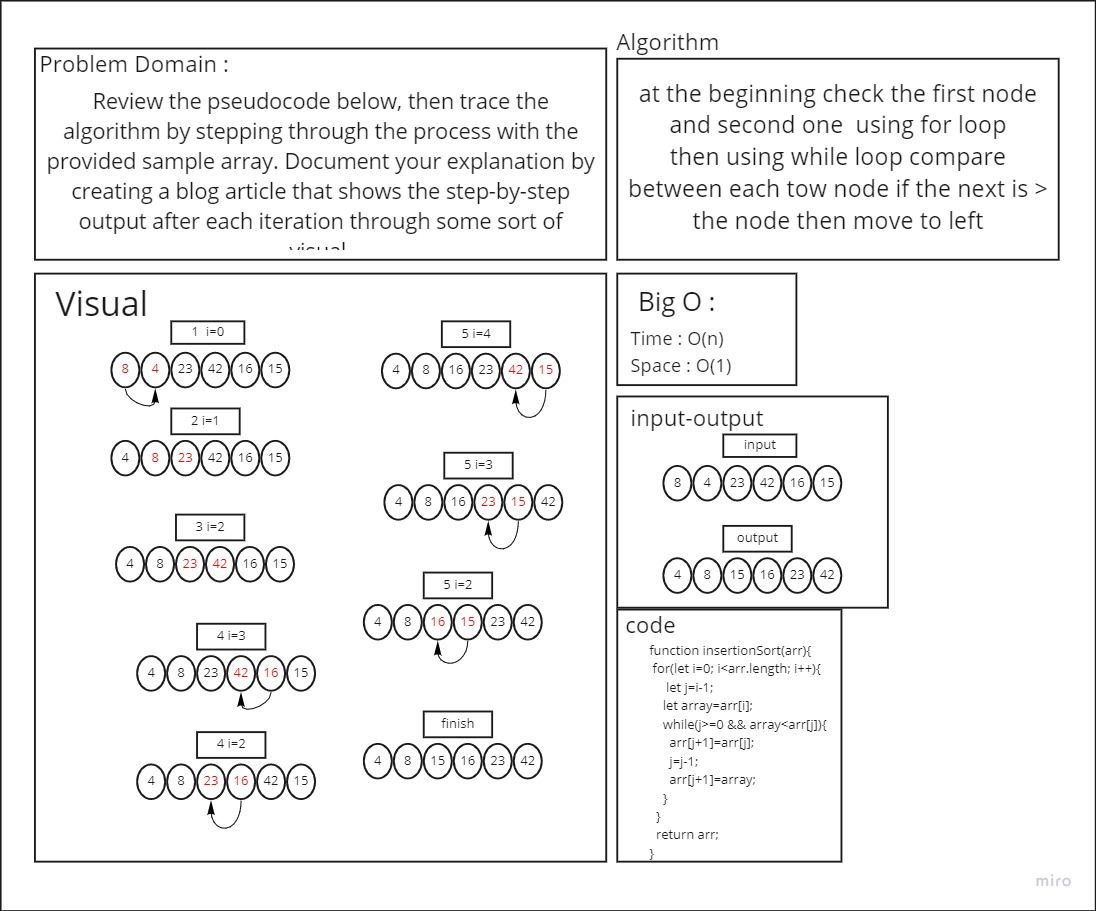 Problem Domain :
Review the pseudocode below, then trace the
algorithm by stepping through the process with the
provided sample array. Document your explanation by
creating a blog article that shows the step-by-step
output after each iteration through some sort of
visual
Algorithm
at the beginning check the first node
and second one using for loop
then using while loop compare
between each tow node if the next is >
the node then move to left
Visual
1 i=0
8 4 23 42 16 15
2 i=1
4 8 23 42 16 15
3 i=2
4 8 23 42 16 15
4 i=3
4 8 23 42 16 15
4 i=2
4 8 23 16 42 15
5 i=4
4 8 16 23 42 15
5 i=3
4 8 16 23 15 42
5 i=2
4 8 16 15 23 42
finish
4 8 15 16 23 42
Big O :
Time : O(n)
Space : O(1)
input-output
input
8 4 23 42 16 15
output
4 8 15 16 23 42
code
function insertionSort(arr){
for(let i=0; i<arr.length; i++){
let j=i-1;
let array=arr[i];
while(j>=0 && array<arr[j]){
arr[j+1]=arr[j];
j=j-1;
arr[j+1]=array;
}
}
return arr;
}
miro